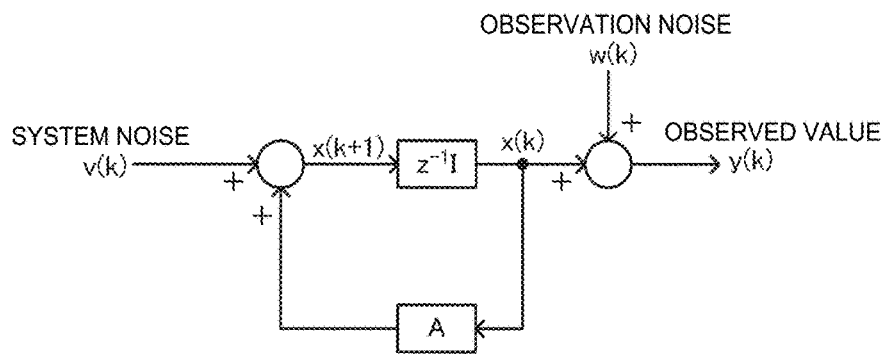 OBSERVATION NOISE
w(k)
+
SYSTEM NOISE
v(k)
+
+
x(k+1)
z⁻¹I
x(k)
+
OBSERVED VALUE
y(k)
A